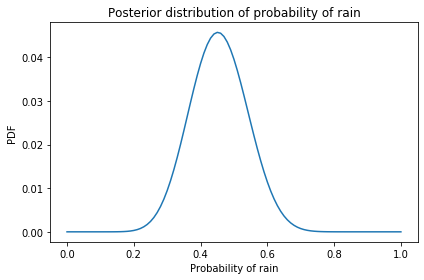 Posterior distribution of probability of rain
PDF
0.04
0.03
0.02
0.01
0.00
0.0 0.2 0.4 0.6 0.8 1.0
Probability of rain